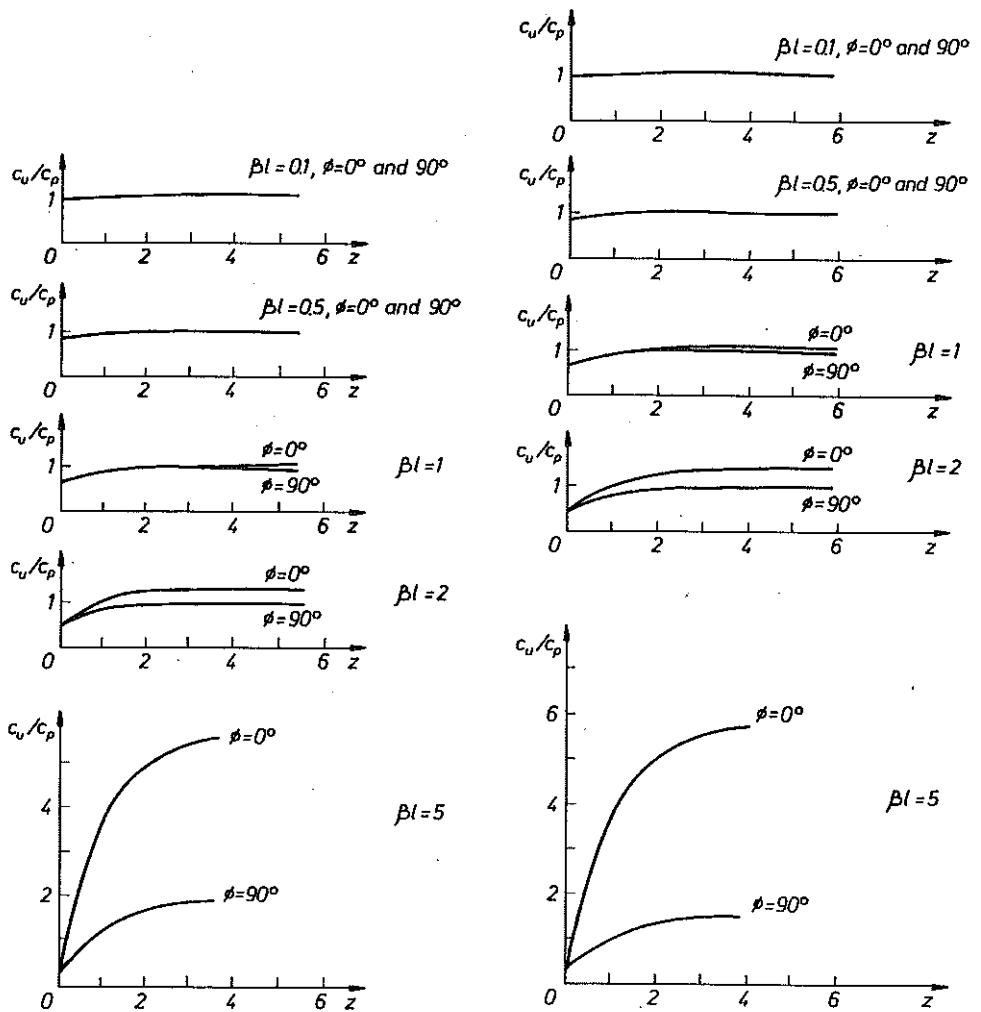 c_u/c_p
βl=0.1, φ=0° and 90°
1
0 2 4 6 z
c_u/c_p
βl=0.5, φ=0° and 90°
1
0 2 4 6 z
c_u/c_p
φ=0°
1
φ=90°
βl=1
0 2 4 6 z
c_u/c_p
φ=0°
1
φ=90°
βl=2
0 2 4 6 z
c_u/c_p
φ=0°
4
βl=5
2
φ=90°
0 2 4 6 z
c_u/c_p
βl=0.1, φ=0° and 90°
1
0 2 4 6 z
c_u/c_p
βl=0.5, φ=0° and 90°
1
0 2 4 6 z
c_u/c_p
φ=0°
1
φ=90°
βl=1
0 2 4 6 z
c_u/c_p
φ=0°
1
φ=90°
βl=2
0 2 4 6 z
c_u/c_p
6
φ=0°
4
βl=5
2
φ=90°
0 2 4 6 z